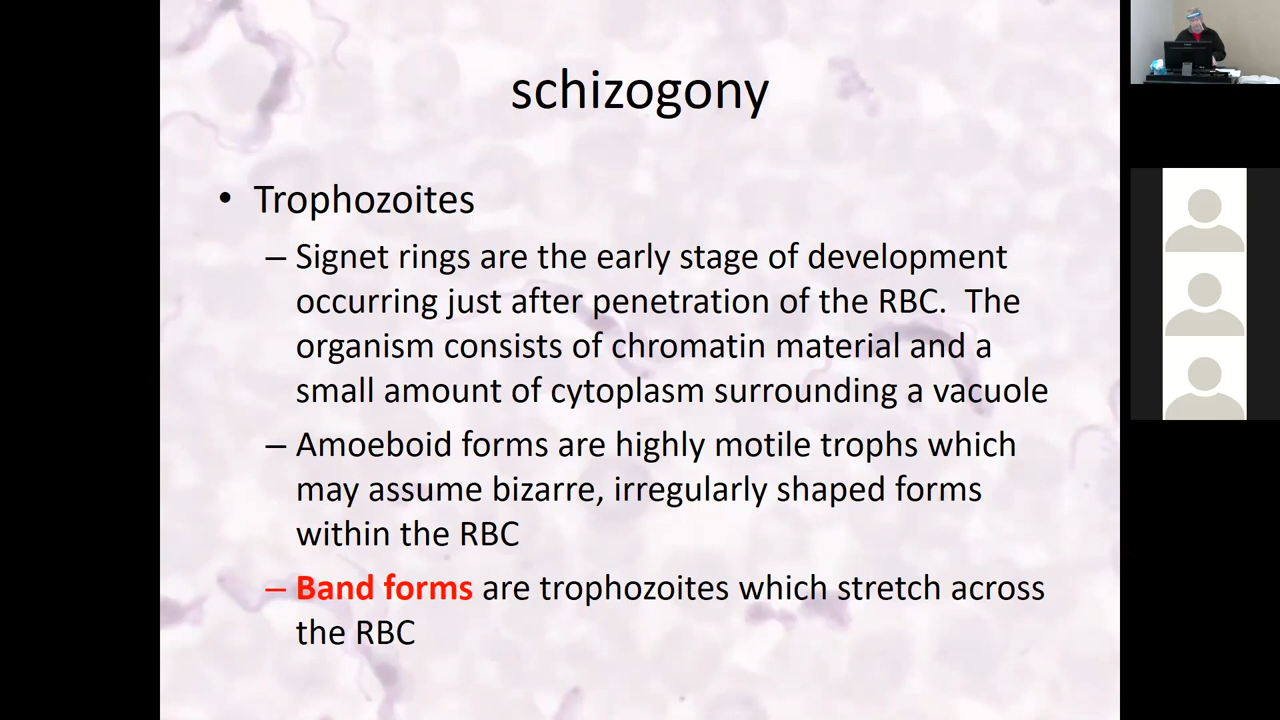 schizogony
• Trophozoites
– Signet rings are the early stage of development
occurring just after penetration of the RBC. The
organism consists of chromatin material and a
small amount of cytoplasm surrounding a vacuole
– Amoeboid forms are highly motile trophs which
may assume bizarre, irregularly shaped forms
within the RBC
– Band forms are trophozoites which stretch across
the RBC